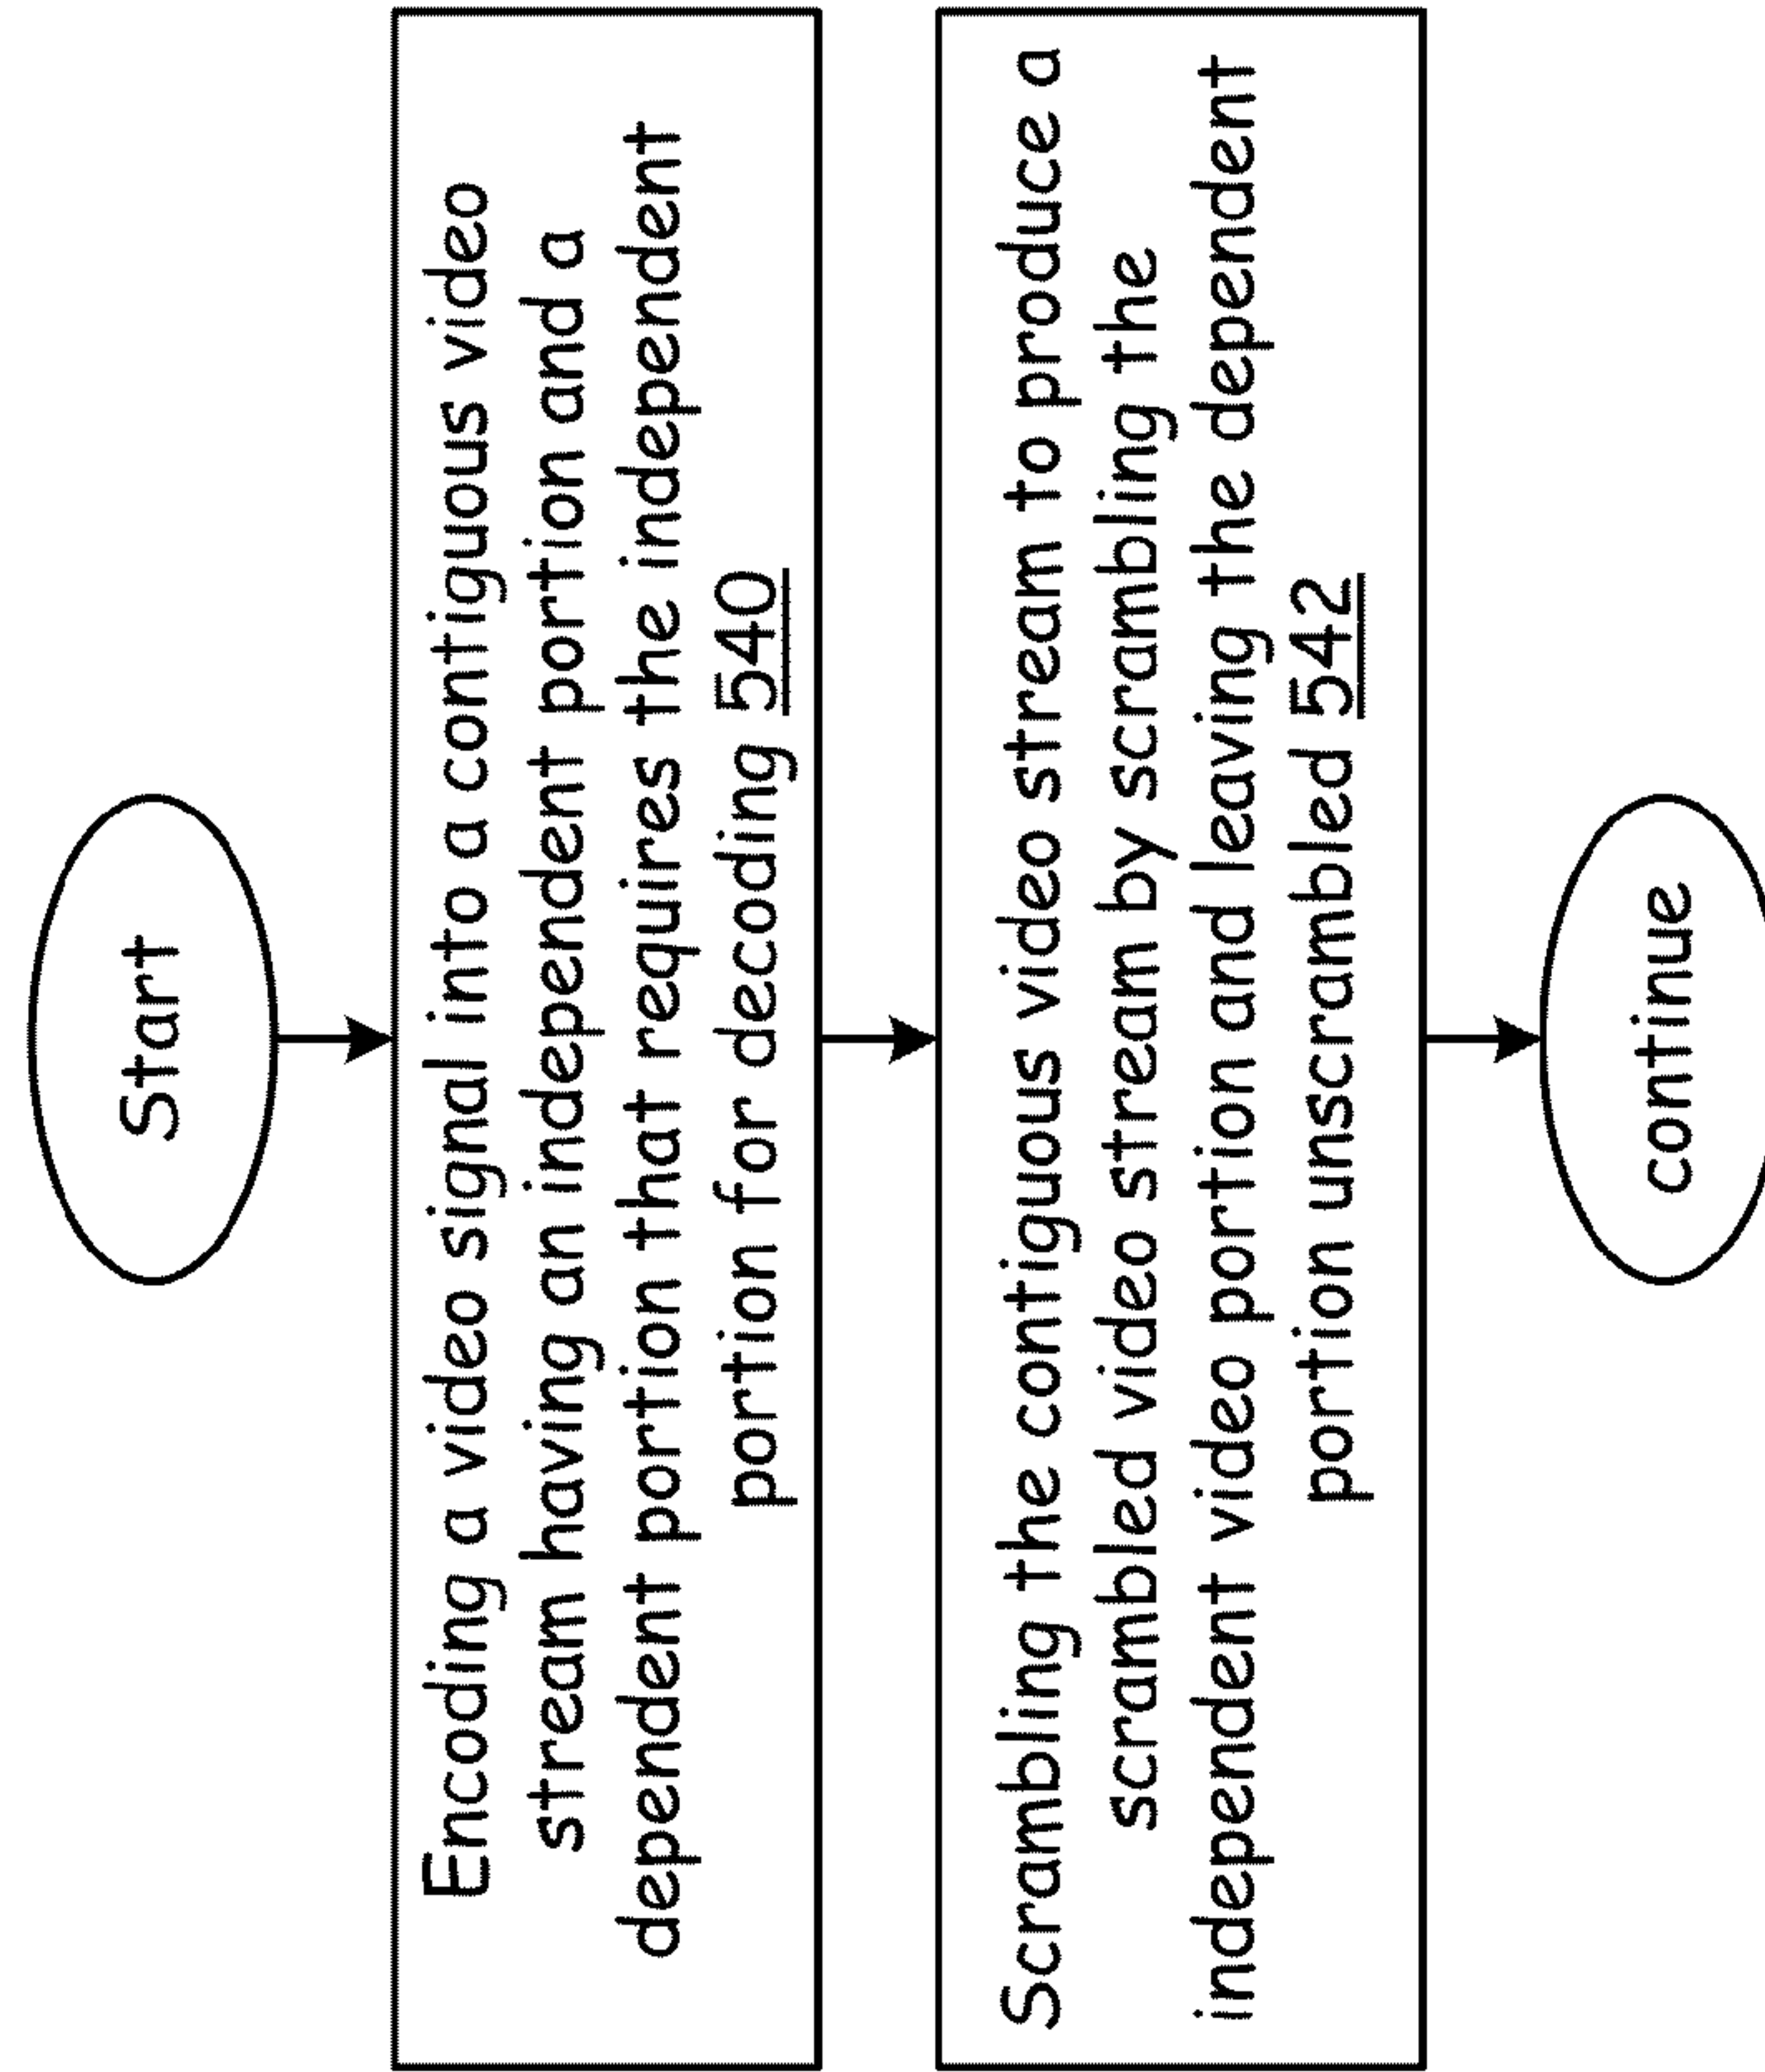 Start
Encoding a video signal into a contiguous video
stream having an independent portion and a
dependent portion that requires the independent
portion for decoding 540
Scrambling the contiguous video stream to produce a
scrambled video stream by scrambling the
independent video portion and leaving the dependent
portion unscrambled 542
continue